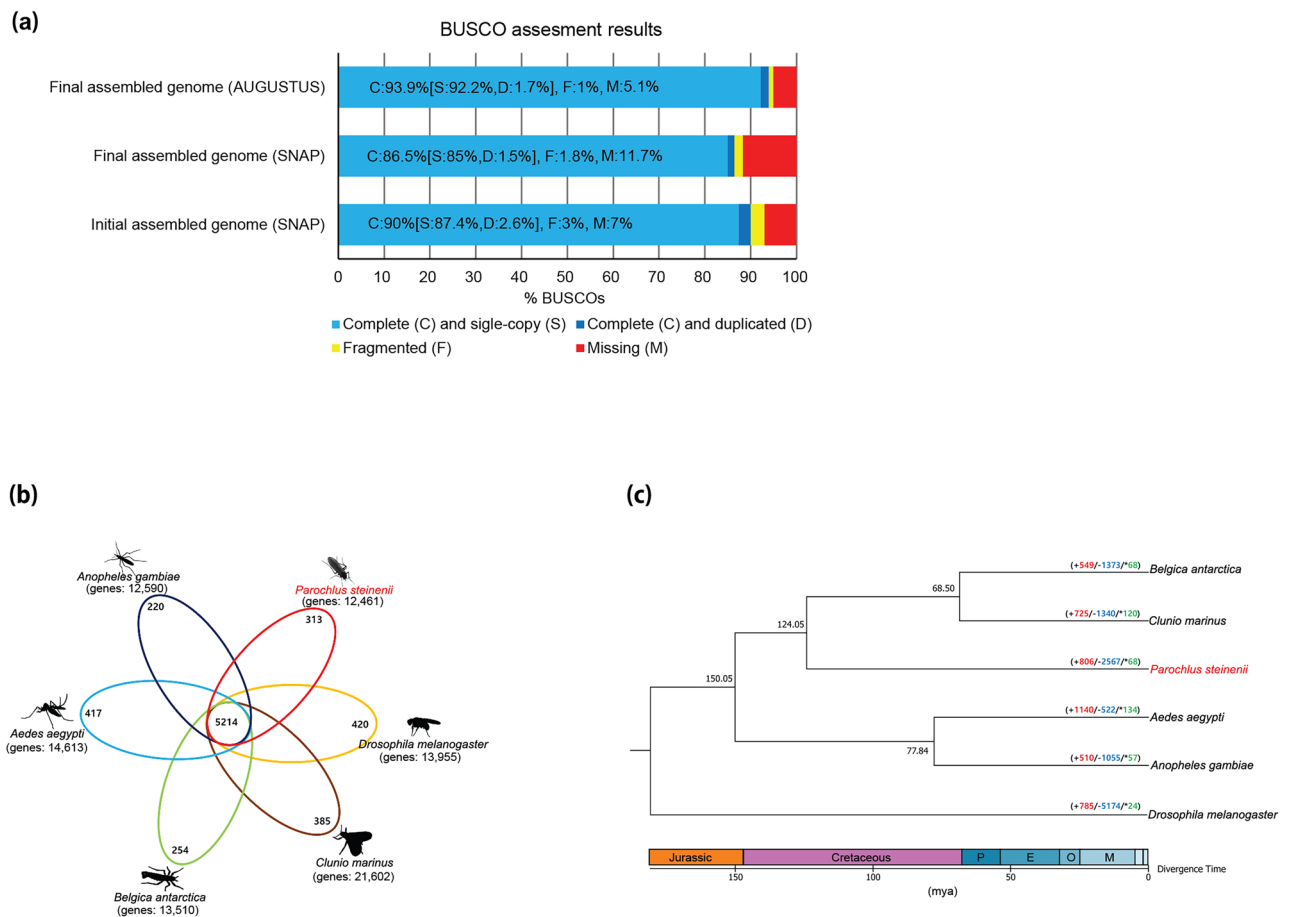 (a)
BUSCO assesment results
Final assembled genome (AUGUSTUS)
C:93.9%[S:92.2%,D:1.7%], F:1%, M:5.1%
Final assembled genome (SNAP)
C:86.5%[S:85%,D:1.5%], F:1.8%, M:11.7%
Initial assembled genome (SNAP)
C:90%[S:87.4%,D:2.6%], F:3%, M:7%
0 10 20 30 40 50 60 70 80 90 100
% BUSCOs
Complete (C) and sigle-copy (S) Complete (C) and duplicated (D)
Fragmented (F) Missing (M)
(b)
Anopheles gambiae
(genes: 12,590)
220
Parochlus steinenii
(genes: 12,461)
313
417
Aedes aegypti
(genes: 14,613)
5214
420
Drosophila melanogaster
(genes: 13,955)
385
Clunio marinus
(genes: 21,602)
254
Belgica antarctica
(genes: 13,510)
(c)
(+549/-1373/*68) Belgica antarctica
68.50
(+725/-1340/*120) Clunio marinus
124.05
(+806/-2567/*68) Parochlus steinenii
150.05
(+1140/-522/*134) Aedes aegypti
77.84
(+510/-1055/*57) Anopheles gambiae
(+785/-5174/*24) Drosophila melanogaster
Jurassic Cretaceous P E O M
Divergence Time
150 100 50 0
(mya)